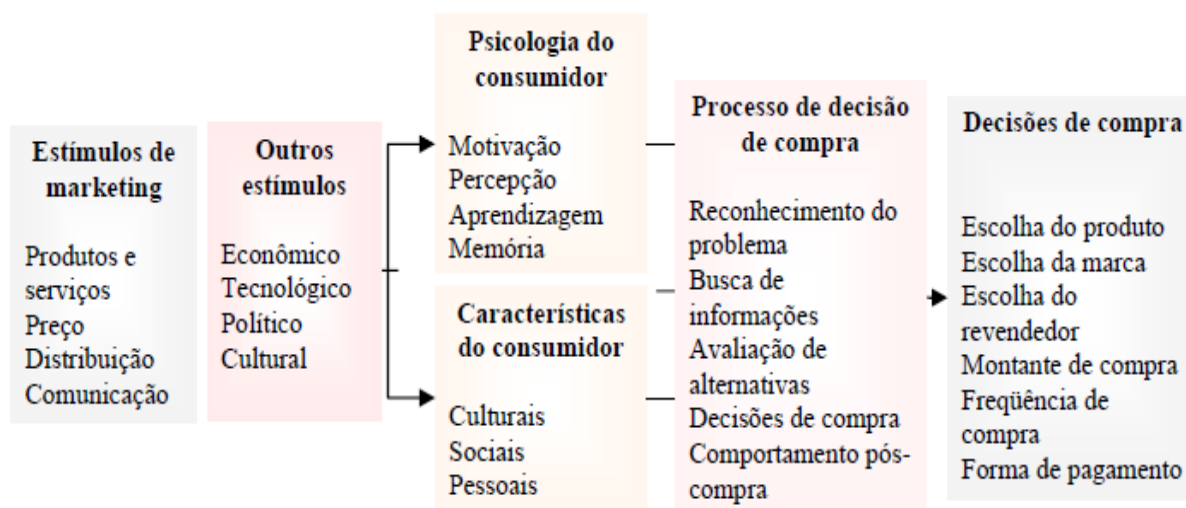 Estímulos de
marketing
Produtos e
serviços
Preço
Distribuição
Comunicação
Outros
estímulos
Econômico
Tecnológico
Político
Cultural
Psicologia do
consumidor
Motivação
Percepção
Aprendizagem
Memória
Características
do consumidor
Culturais
Sociais
Pessoais
Processo de decisão
de compra
Reconhecimento do
problema
Busca de
informações
Avaliação de
alternativas
Decisões de compra
Comportamento pós-
compra
Decisões de compra
Escolha do produto
Escolha da marca
Escolha do
revendedor
Montante de compra
Freqüência de
compra
Forma de pagamento